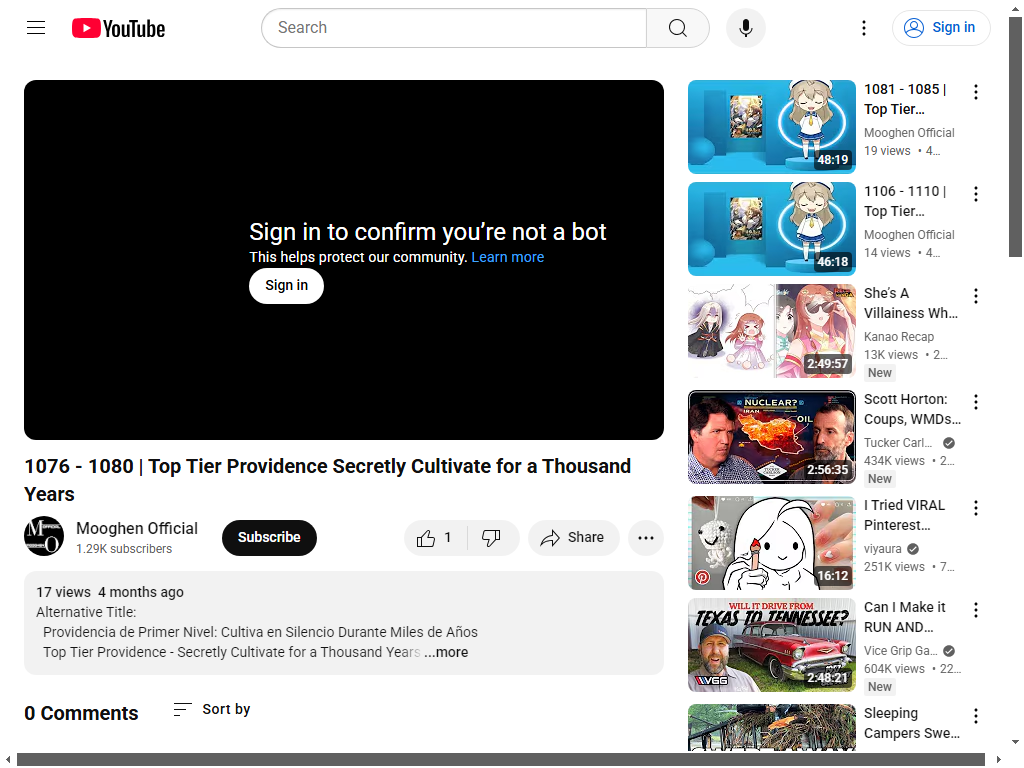 YouTube
Search
Sign in
Sign in to confirm you’re not a bot
This helps protect our community. Learn more
Sign in
1076 - 1080 | Top Tier Providence Secretly Cultivate for a Thousand
Years
Mooghen Official
1.29K subscribers
Subscribe
1
Share
17 views 4 months ago
Alternative Title:
Providencia de Primer Nivel: Cultiva en Silencio Durante Miles de Años
Top Tier Providence - Secretly Cultivate for a Thousand Years ...more
0 Comments
Sort by
48:19
1081 - 1085 |
Top Tier…
Mooghen Official
19 views • 4…
46:18
1106 - 1110 |
Top Tier…
Mooghen Official
14 views • 4…
2:49:57
She’s A
Villainess Wh…
Kanao Recap
13K views • 2…
New
NUCLEAR?
IRAN
OIL
2:56:35
Scott Horton:
Coups, WMDs…
Tucker Carl…
434K views • 2…
New
16:12
I Tried VIRAL
Pinterest…
viyaura
251K views • 7…
WILL IT DRIVE FROM
TEXAS TO TENNESSEE?
VGG
2:48:21
Can I Make it
RUN AND…
Vice Grip Ga…
604K views • 22…
New
Sleeping
Campers Swe…